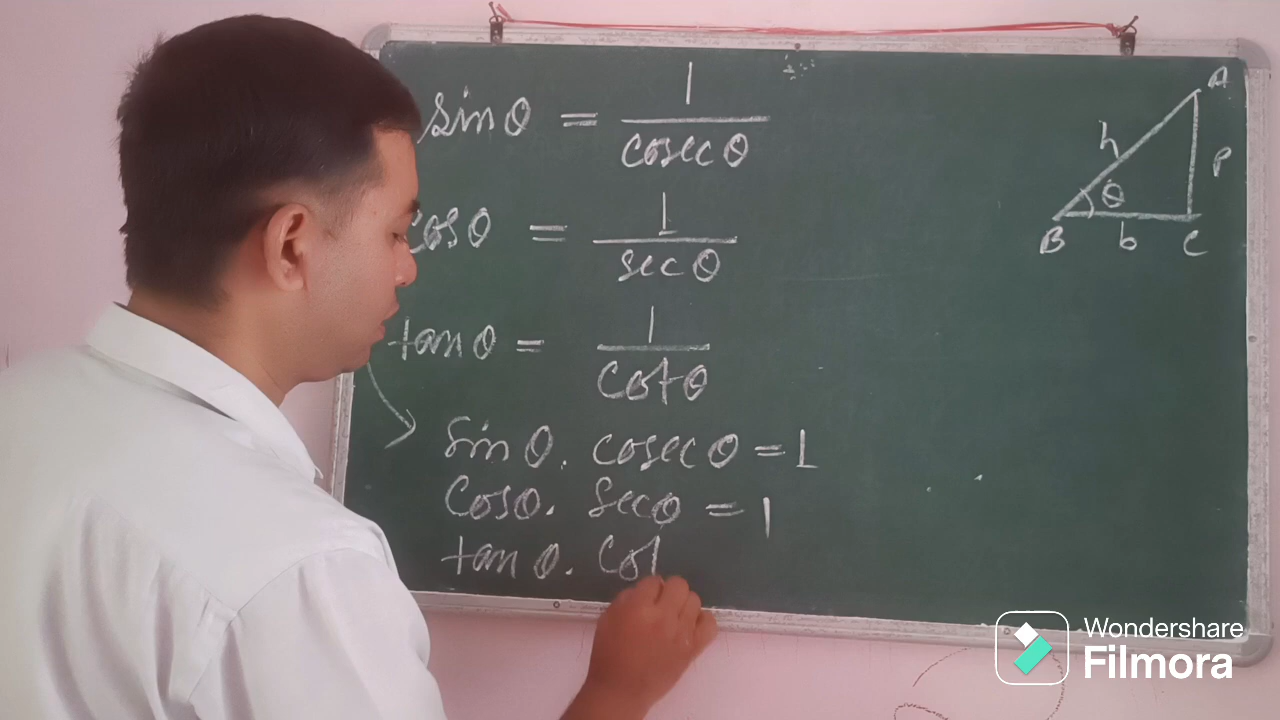 sinθ = 1/cosecθ
cosθ = 1/secθ
tanθ = 1/cotθ
sinθ. cosecθ = 1
cosθ. secθ = 1
tanθ. cot
A
h
P
θ
B b C
Wondershare
Filmora